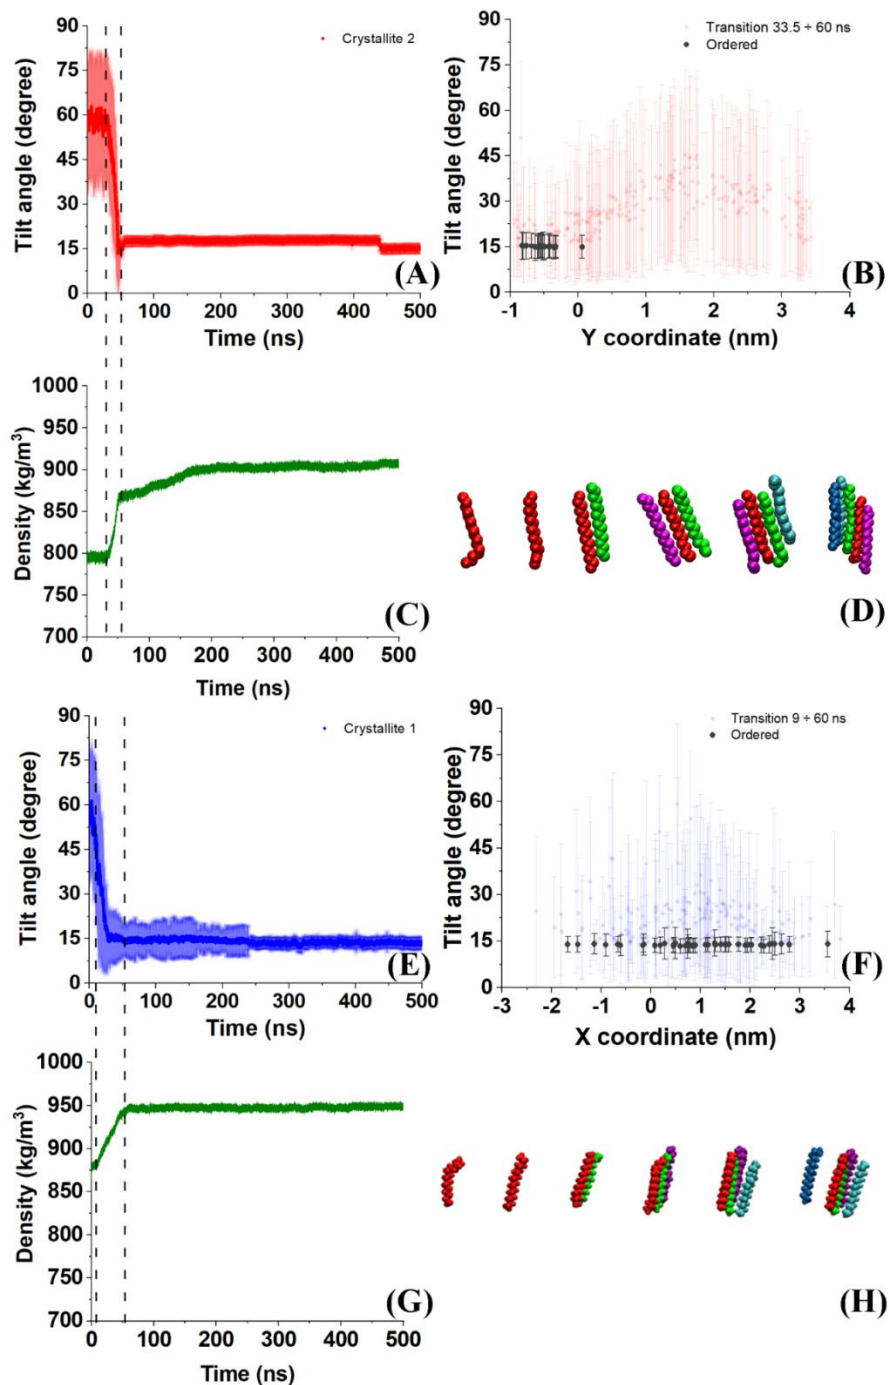 90
75
60
45
30
15
0
Tilt angle (degree)
Crystallite 2
(A)
0 100 200 300 400 500
Time (ns)
90
75
60
45
30
15
0
Tilt angle (degree)
Transition 33.5 ÷ 60 ns
Ordered
(B)
-1 0 1 2 3 4
Y coordinate (nm)
1000
950
900
850
800
750
700
Density (kg/m³)
(C)
0 100 200 300 400 500
Time (ns)
(D)
90
75
60
45
30
15
0
Tilt angle (degree)
Crystallite 1
(E)
0 100 200 300 400 500
Time (ns)
90
75
60
45
30
15
0
Tilt angle (degree)
Transition 9 ÷ 60 ns
Ordered
(F)
-3 -2 -1 0 1 2 3 4
X coordinate (nm)
1000
950
900
850
800
750
700
Density (kg/m³)
(G)
0 100 200 300 400 500
Time (ns)
(H)